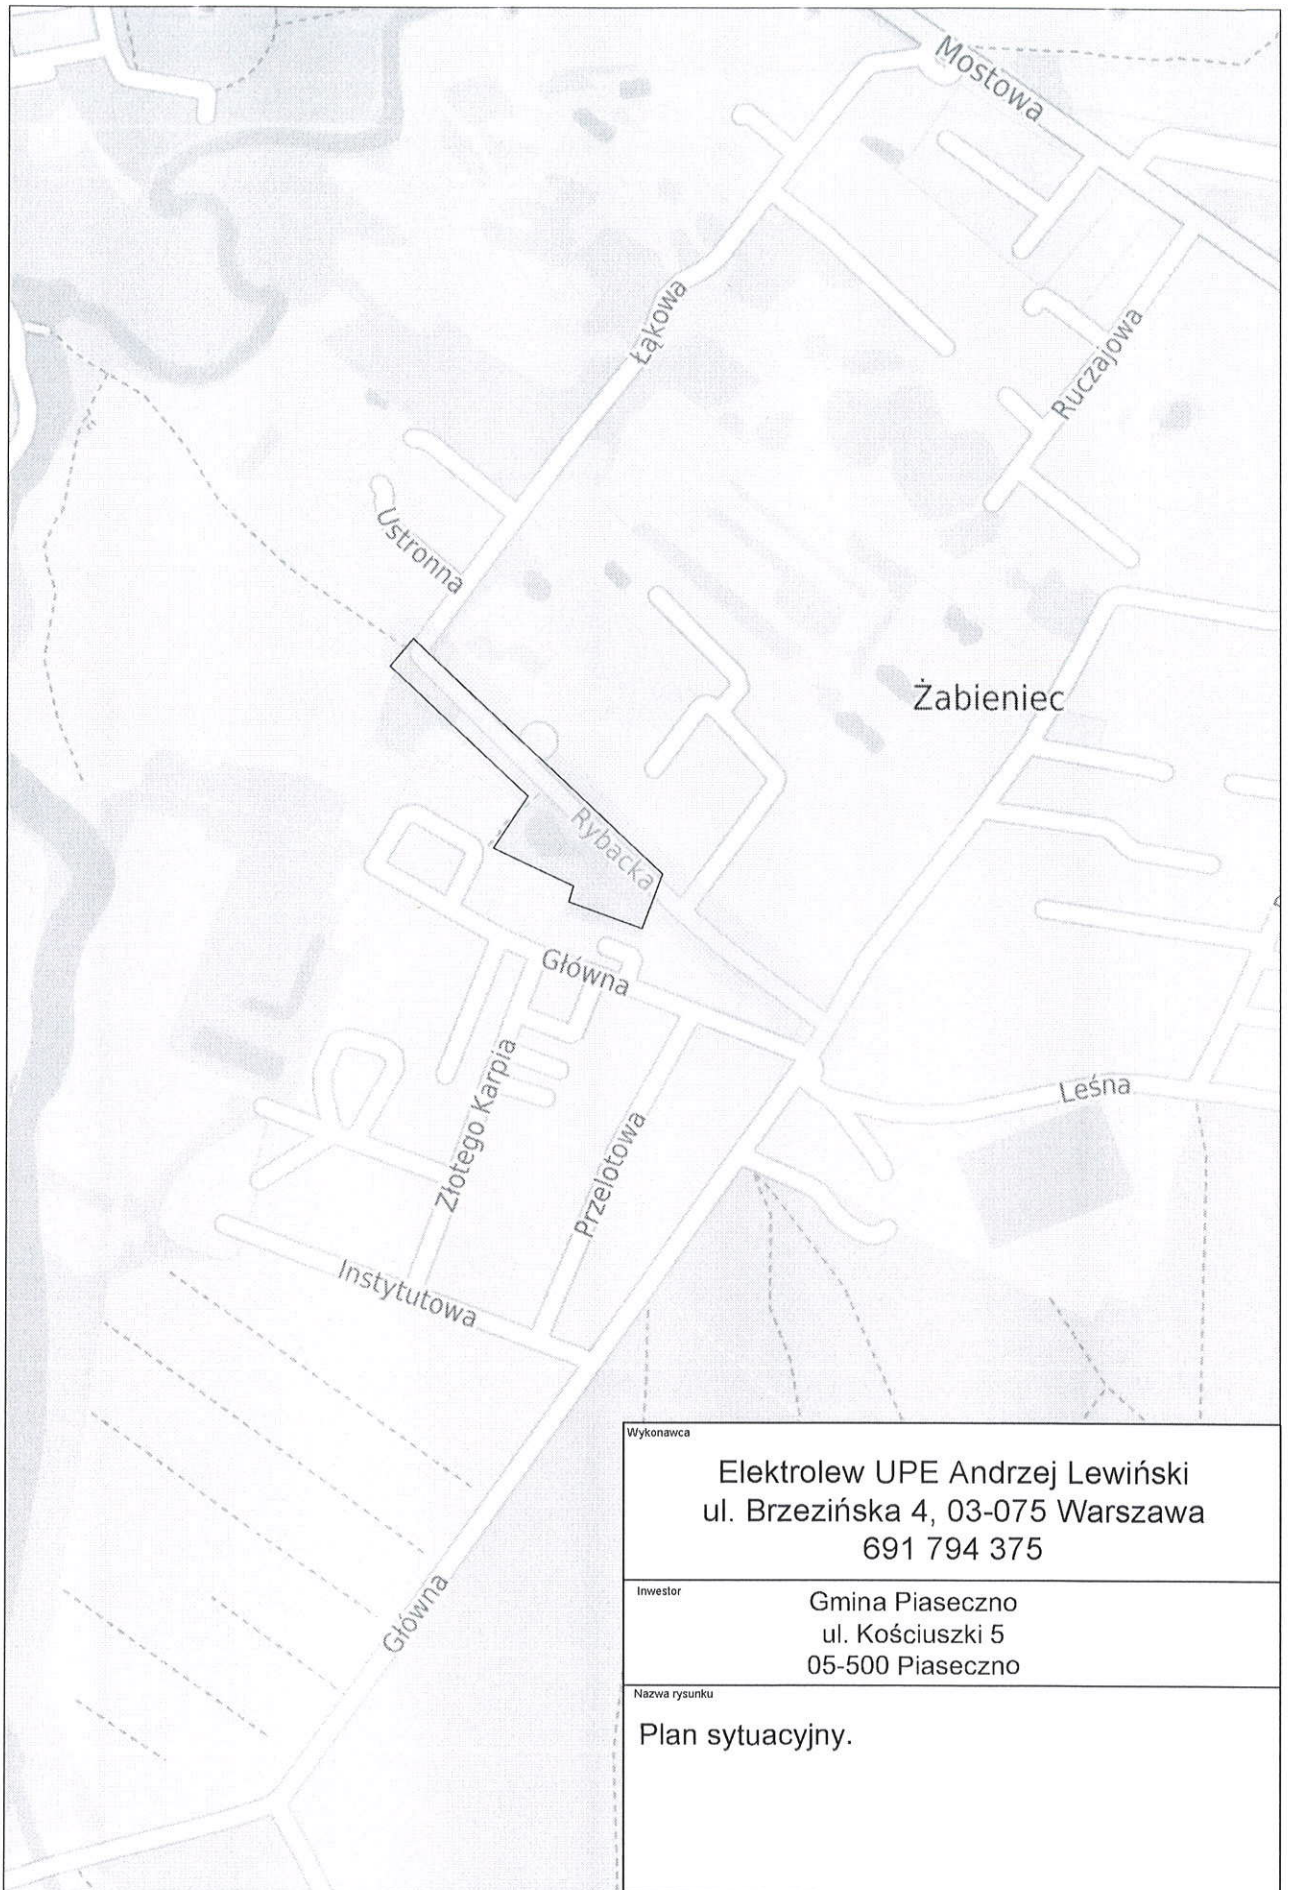 Mostowa
Łąkowa
Ruczajowa
Ustronna
Żabieniec
Rybacka
Główna
Złotego Karpia
Przelotowa
Leśna
Instytutowa
Główna
Wykonawca
Elektrolew UPE Andrzej Lewiński
ul. Brzezińska 4, 03-075 Warszawa
691 794 375
Inwestor
Gmina Piaseczno
ul. Kościuszki 5
05-500 Piaseczno
Nazwa rysunku
Plan sytuacyjny.